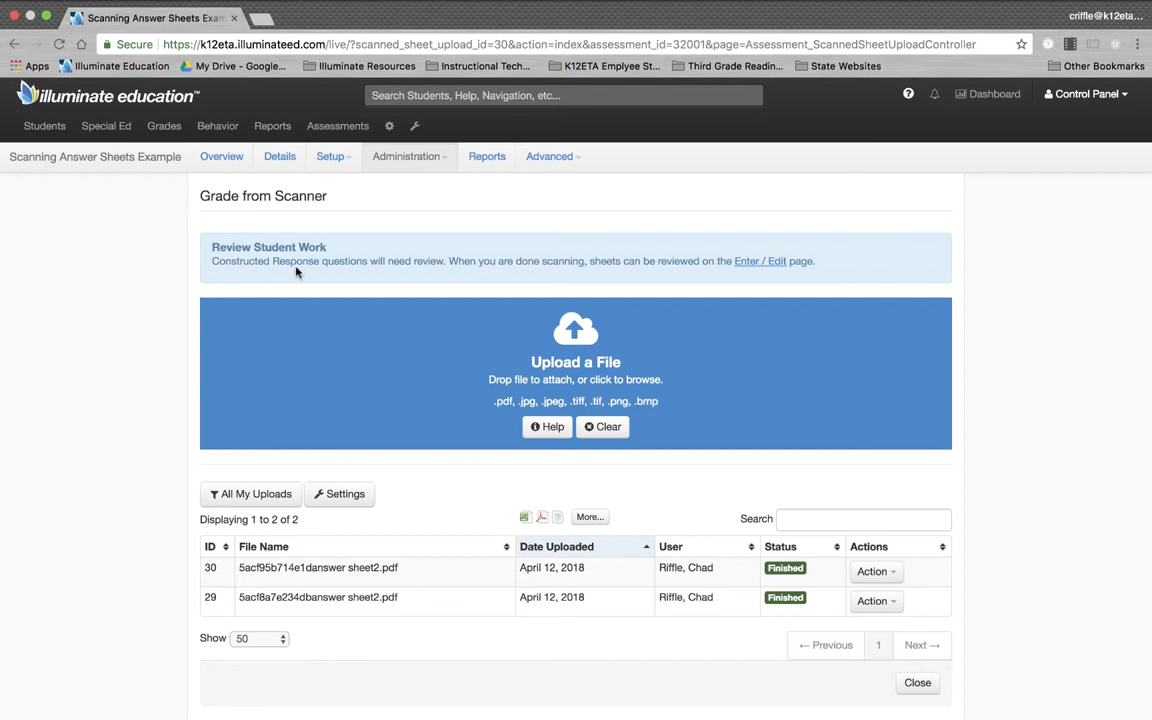 Scanning Answer Sheets Exam
criffle@k12eta...
Secure
https://k12eta.illuminateed.com/live/?scanned_sheet_upload_id=30&action=index&assessment_id=32001&page=Assessment_ScannedSheetUploadController
Apps
Illuminate Education
My Drive - Google...
Illuminate Resources
Instructional Tech...
K12ETA Emplyee St...
Third Grade Readin...
State Websites
Other Bookmarks
illuminate education™
Search Students, Help, Navigation, etc...
Dashboard
Control Panel
Students
Special Ed
Grades
Behavior
Reports
Assessments
Scanning Answer Sheets Example
Overview
Details
Setup
Administration
Reports
Advanced
Grade from Scanner
Review Student Work
Constructed Response questions will need review. When you are done scanning, sheets can be reviewed on the Enter / Edit page.
Upload a File
Drop file to attach, or click to browse.
.pdf, .jpg, .jpeg, .tiff, .tif, .png, .bmp
Help
Clear
All My Uploads
Settings
Displaying 1 to 2 of 2
More...
Search
ID File Name Date Uploaded User Status Actions
30 5acf95b714e1danswer sheet2.pdf April 12, 2018 Riffle, Chad Finished Action
29 5acf8a7e234dbanswer sheet2.pdf April 12, 2018 Riffle, Chad Finished Action
Show 50
← Previous 1 Next →
Close